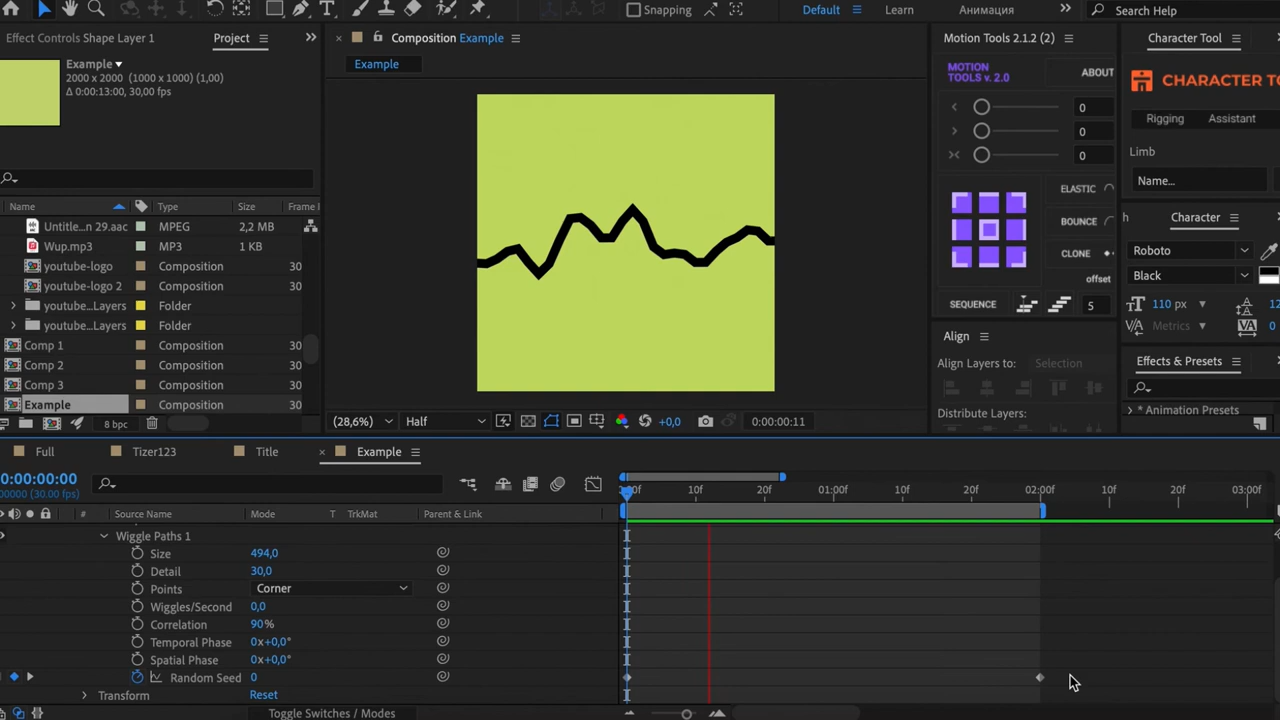 Snapping
Default
Learn
Анимация
Search Help
Effect Controls Shape Layer 1
Project
Composition Example
Motion Tools 2.1.2 (2)
Character Tool
Example
2000 x 2000 (1000 x 1000) (1,00)
Δ 0:00:13:00, 30,00 fps
Example
MOTION
TOOLS v. 2.0
ABOUT
CHARACTER TO
0
0
0
Rigging
Assistant
Limb
Name...
Name
Type
Size
Frame I
Untitle...n 29.aac
MPEG
2,2 MB
Wup.mp3
MP3
1 KB
youtube-logo
Composition
30
youtube-logo 2
Composition
30
youtube...Layers
Folder
youtube...Layers
Folder
Comp 1
Composition
30
Comp 2
Composition
30
Comp 3
Composition
30
Example
Composition
30
8 bpc
ELASTIC
BOUNCE
CLONE
offset
SEQUENCE
5
h
Character
Roboto
Black
110 px
12
Metrics
0
Align
Align Layers to:
Selection
Distribute Layers:
Effects & Presets
* Animation Presets
(28,6%)
Half
+0,0
0:00:00:11
Full
Tizer123
Title
Example
0:00:00:00
00000 (30.00 fps)
:00f
10f
20f
01:00f
10f
20f
02:00f
10f
20f
03:00f
#
Source Name
Mode
T
TrkMat
Parent & Link
Wiggle Paths 1
Size
494,0
Detail
30,0
Points
Corner
Wiggles/Second
0,0
Correlation
90%
Temporal Phase
0x+0,0°
Spatial Phase
0x+0,0°
Random Seed
0
Transform
Reset
Toggle Switches / Modes